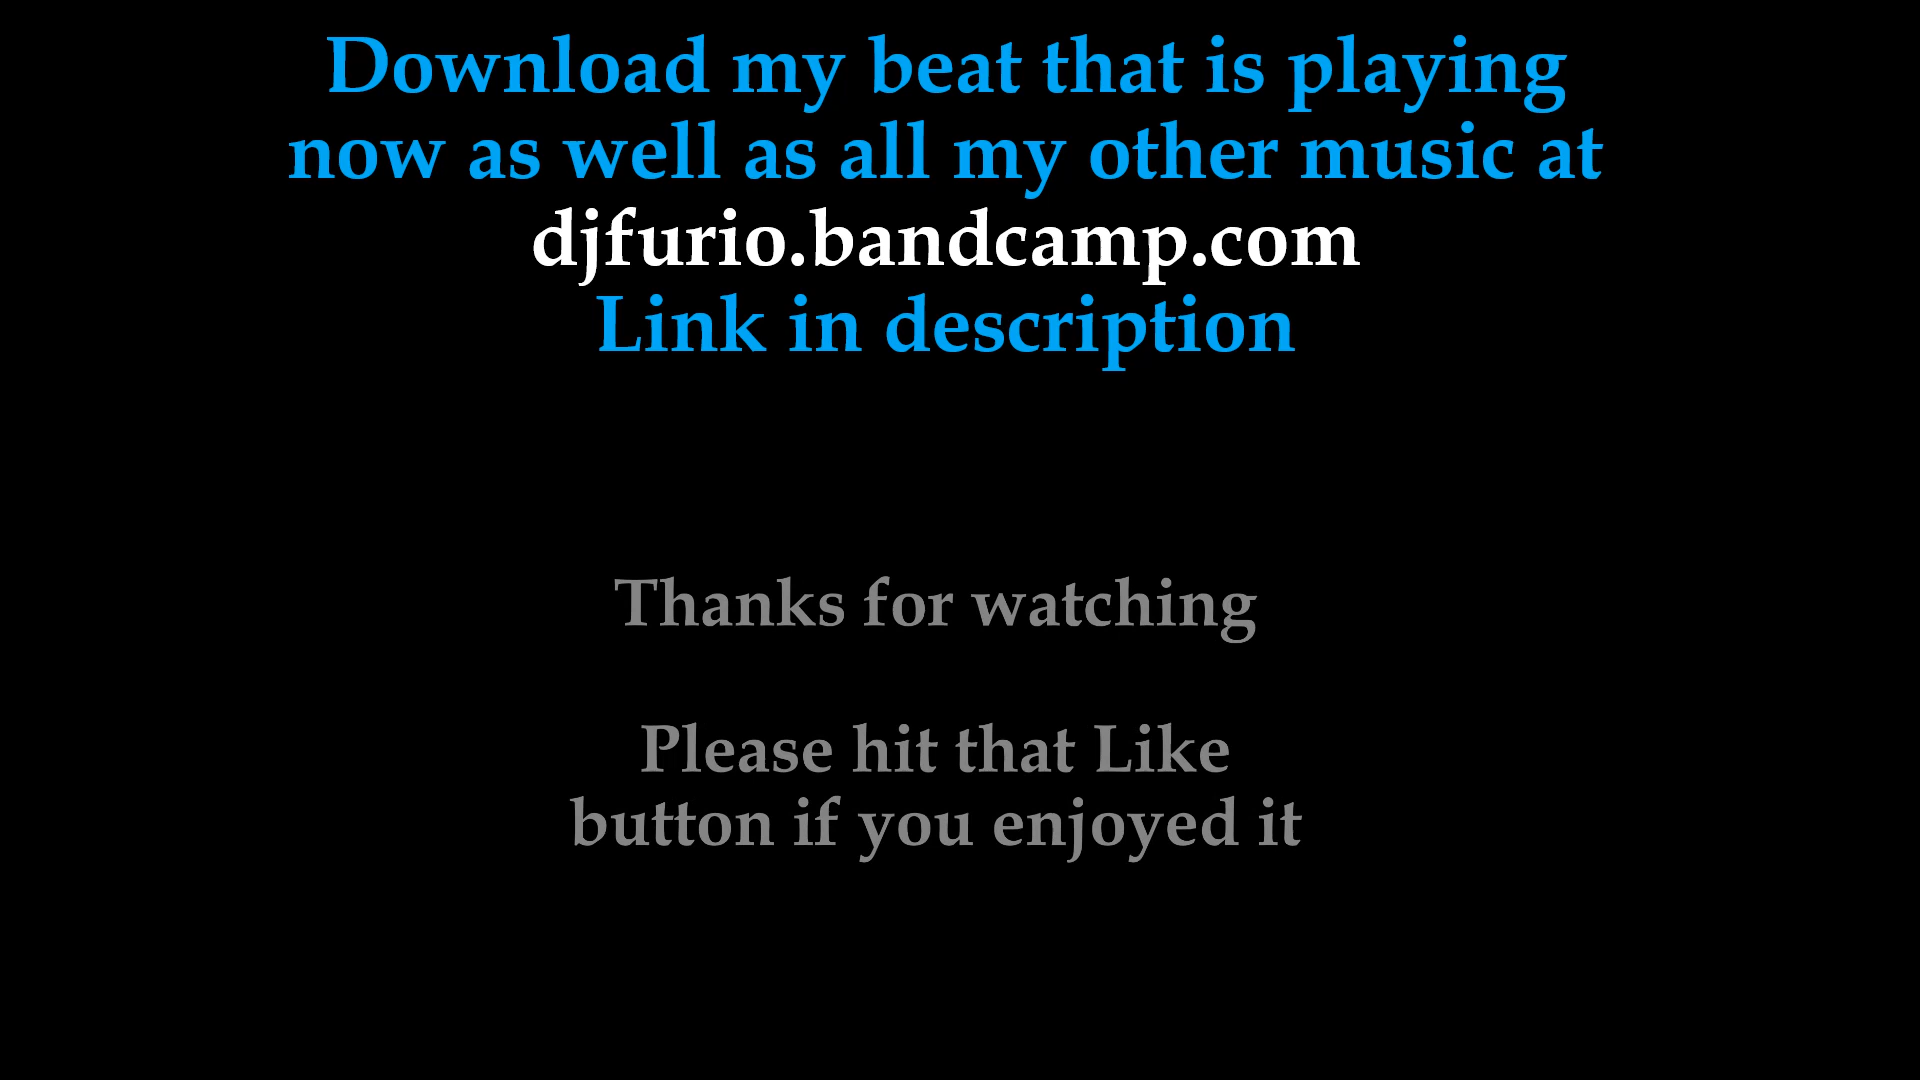 Download my beat that is playing
now as well as all my other music at
djfurio.bandcamp.com
Link in description
Thanks for watching
Please hit that Like
button if you enjoyed it